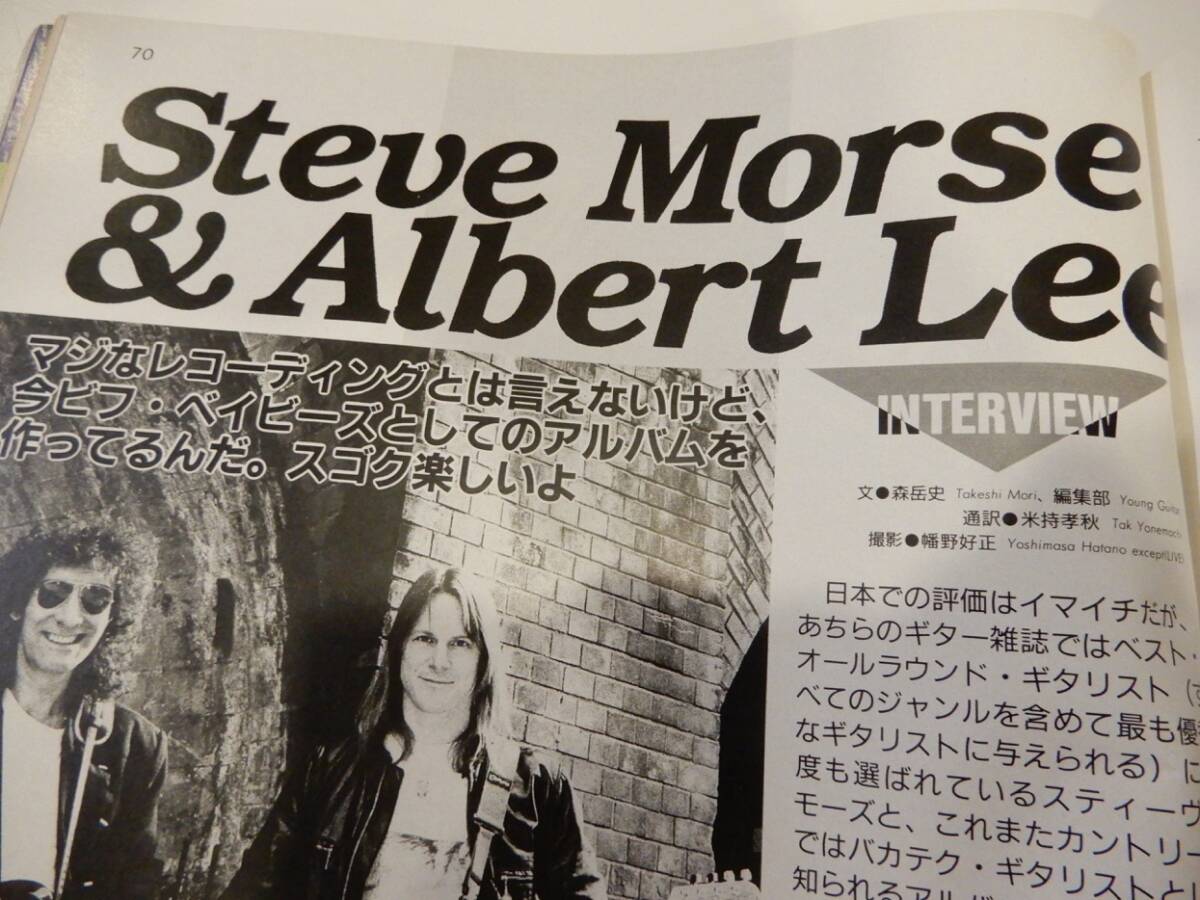 70
Steve Morse
& Albert Lee
マジなレコーディングとは言えないけど、
今ビフ・ベイビーズとしてのアルバムを
作ってるんだ。スゴク楽しいよ
INTERVIEW
文●森岳史 Takeshi Mori、編集部 Young Guitar
通訳●米持孝秋 Tak Yonemochi
撮影●幡野好正 Yoshimasa Hatano except(LIVE)
日本での評価はイマイチだが、
あちらのギター雑誌ではベスト・
オールラウンド・ギタリスト（す
べてのジャンルを含めて最も優
なギタリストに与えられる）に
度も選ばれているスティーヴ
モーズと、これまたカントリー
ではバカテク・ギタリストとし
知られるアルバ